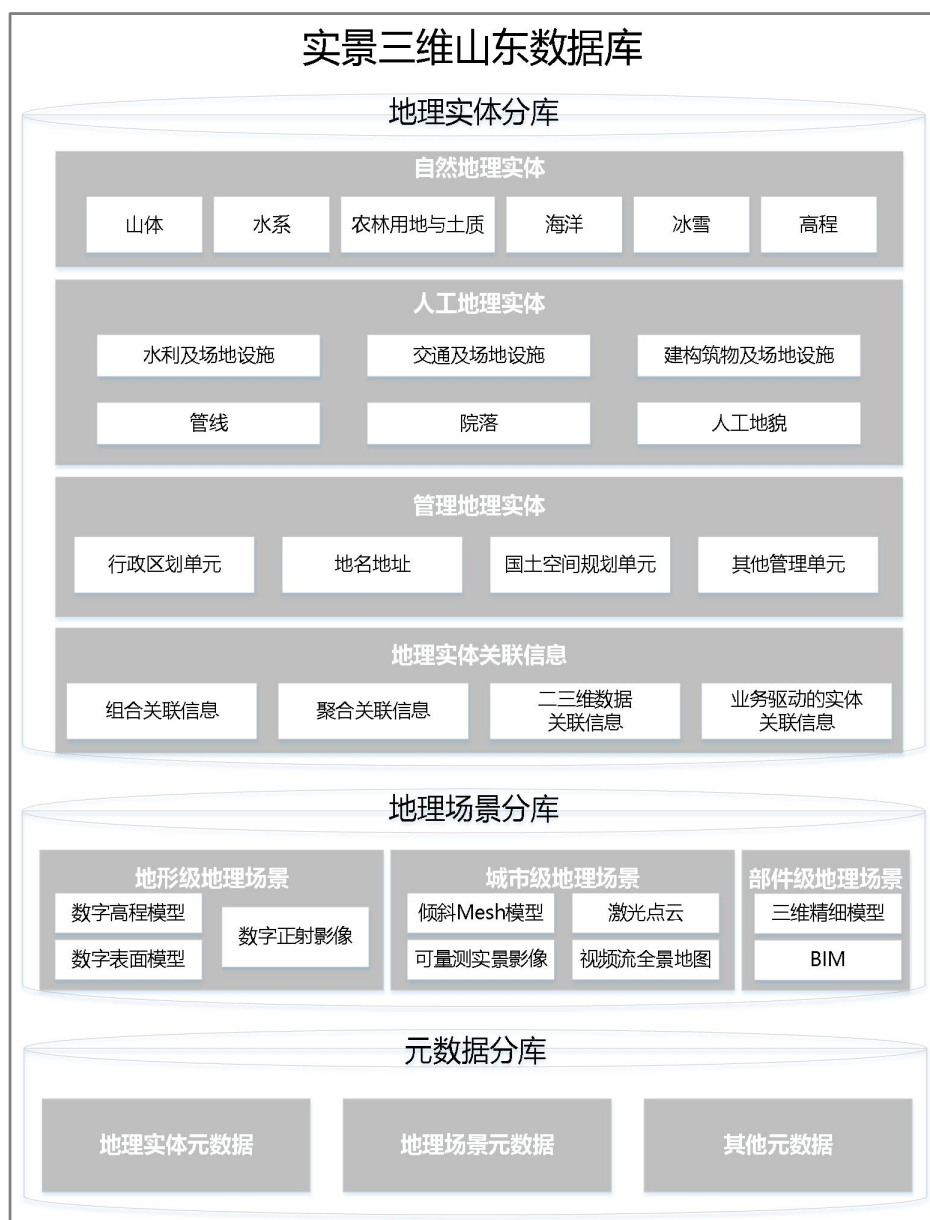 实景三维山东数据库
地理实体分库
自然地理实体
山体
水系
农林用地与土质
海洋
冰雪
高程
人工地理实体
水利及场地设施
交通及场地设施
建构筑物及场地设施
管线
院落
人工地貌
管理地理实体
行政区划单元
地名地址
国土空间规划单元
其他管理单元
地理实体关联信息
组合关联信息
聚合关联信息
二三维数据
关联信息
业务驱动的实体
关联信息
地理场景分库
地形级地理场景
数字高程模型
数字表面模型
数字正射影像
城市级地理场景
倾斜Mesh模型
激光点云
可量测实景影像
视频流全景地图
部件级地理场景
三维精细模型
BIM
元数据分库
地理实体元数据
地理场景元数据
其他元数据